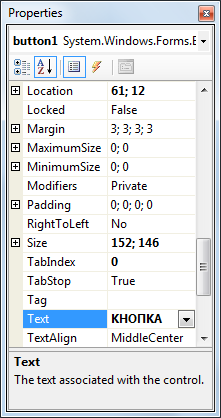 Properties
button1 System.Windows.Forms.B
Location 61; 12
Locked False
Margin 3; 3; 3; 3
MaximumSize 0; 0
MinimumSize 0; 0
Modifiers Private
Padding 0; 0; 0; 0
RightToLeft No
Size 152; 146
TabIndex 0
TabStop True
Tag
Text КНОПКА
TextAlign MiddleCenter
Text
The text associated with the control.